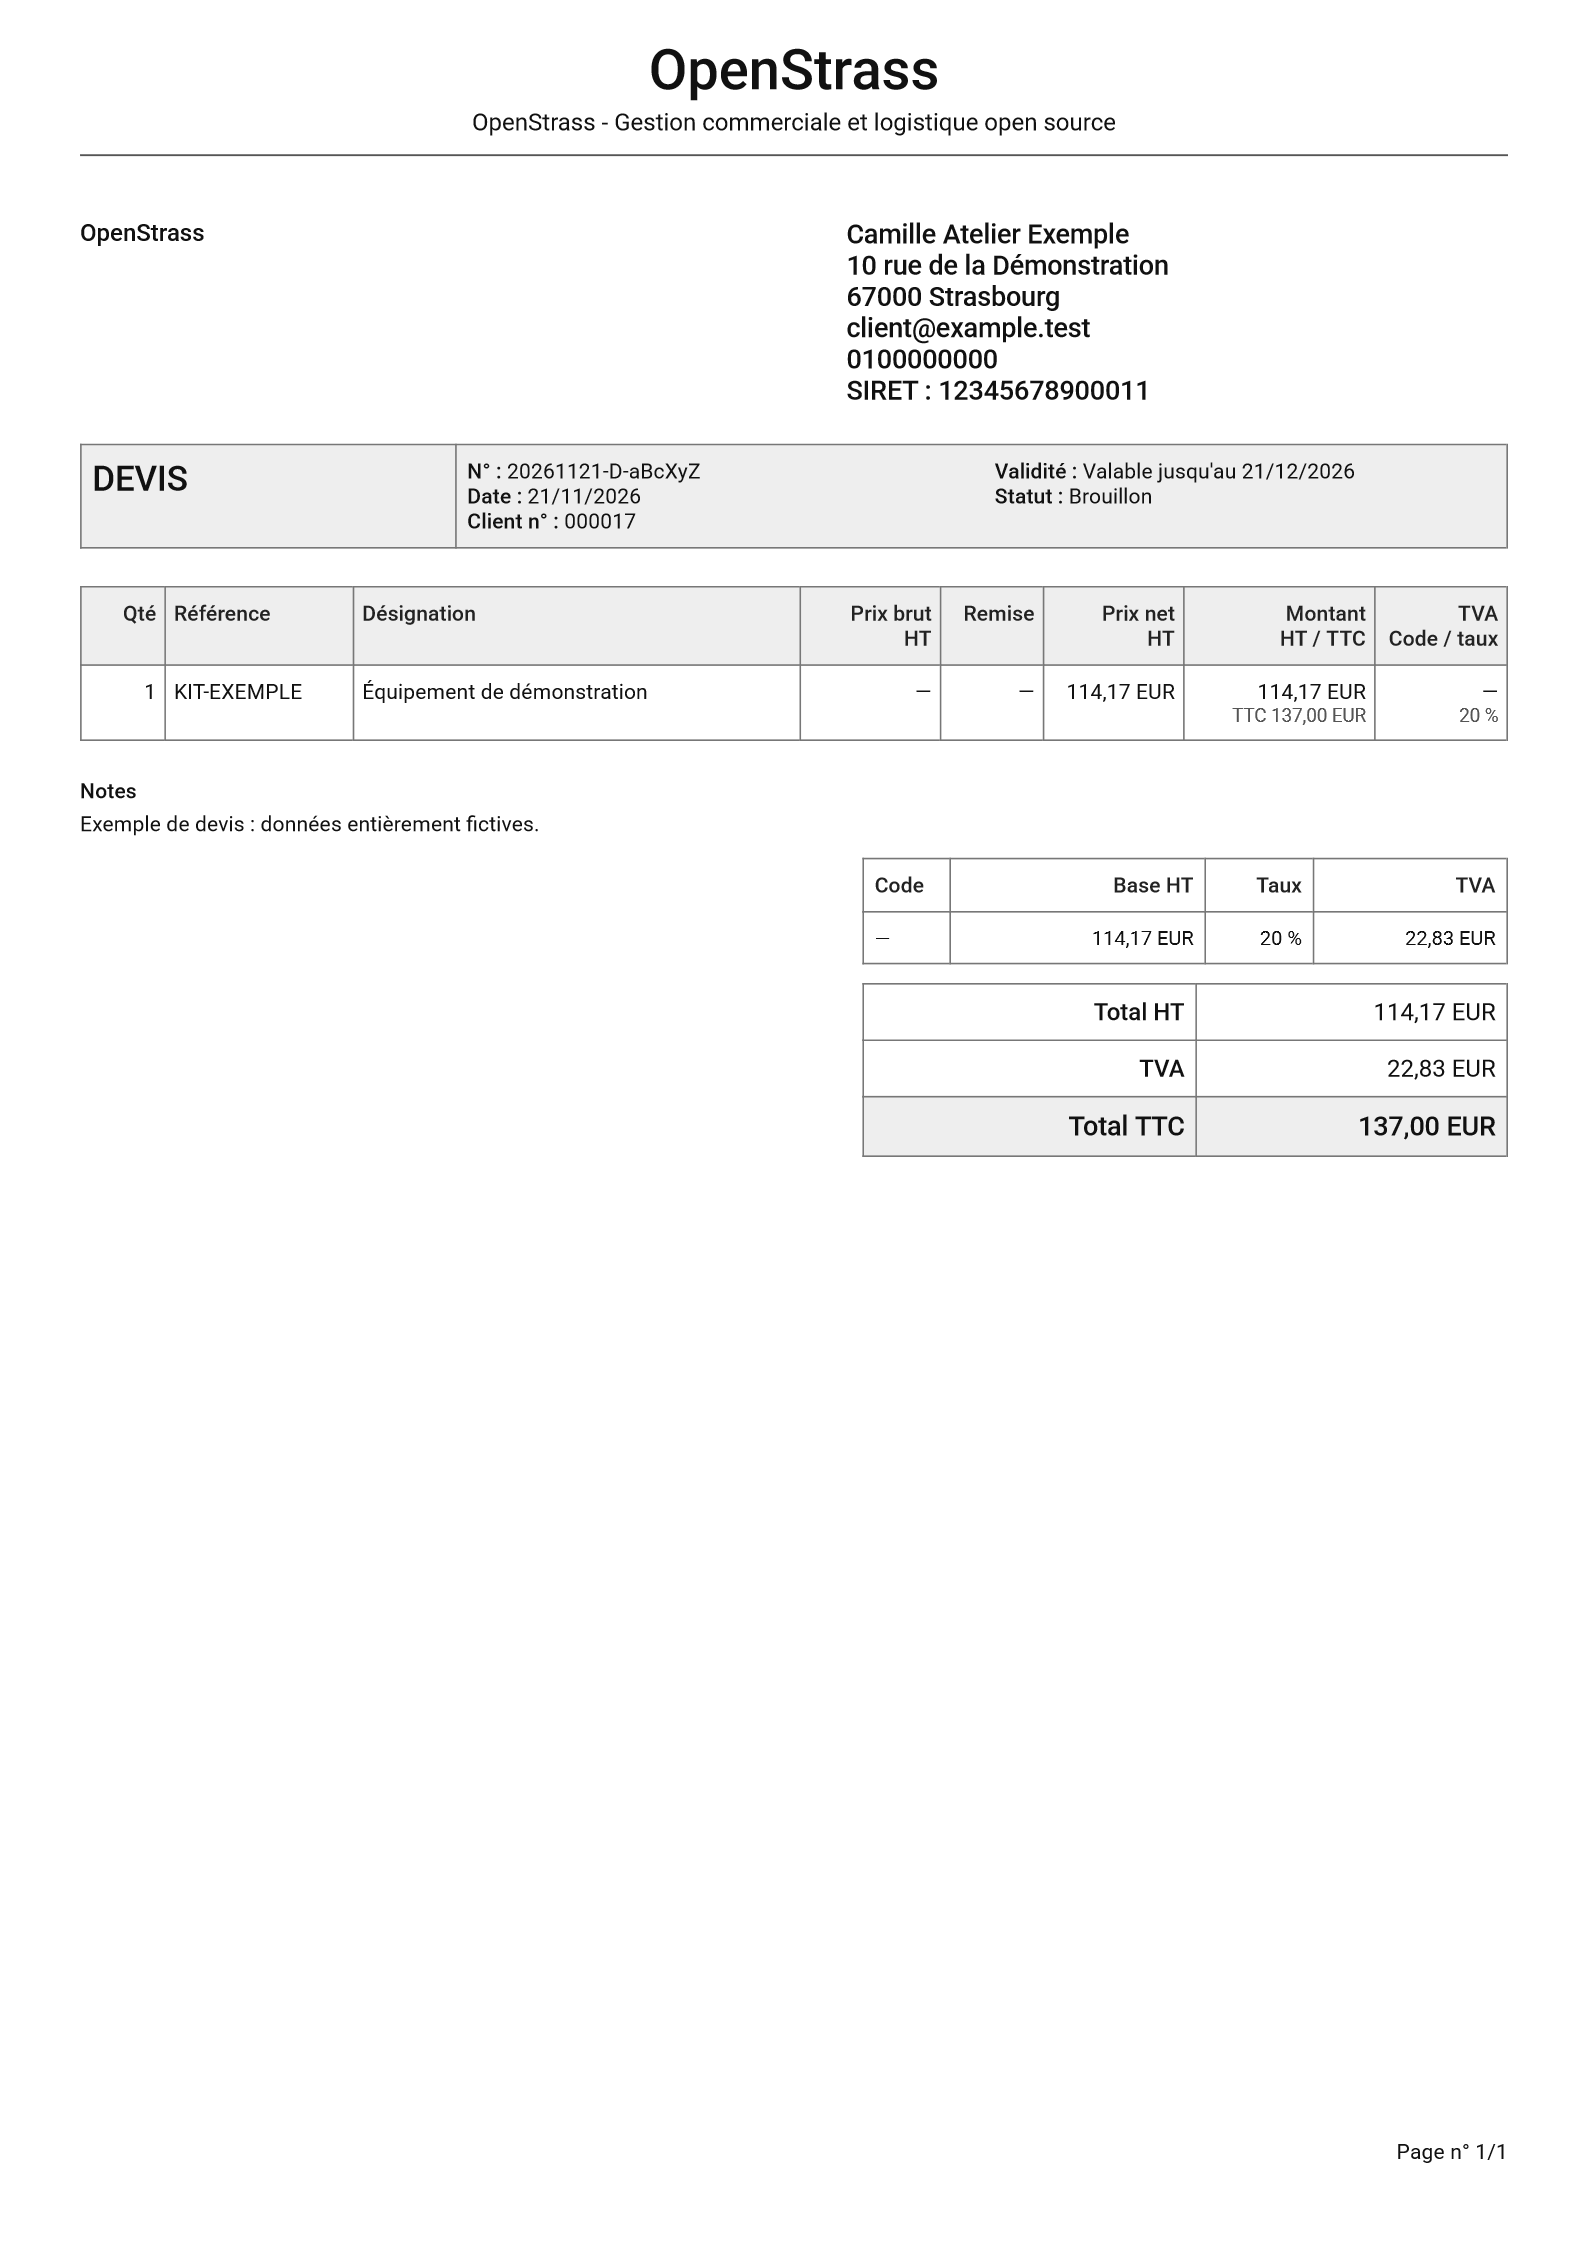 OpenStrass
OpenStrass - Gestion commerciale et logistique open source
OpenStrass
Camille Atelier Exemple
10 rue de la Démonstration
67000 Strasbourg
client@example.test
0100000000
SIRET : 12345678900011
DEVIS
N° : 20261121-D-aBcXyZ
Date : 21/11/2026
Client n° : 000017
Validité : Valable jusqu'au 21/12/2026
Statut : Brouillon
Qté Référence Désignation Prix brut HT Remise Prix net HT Montant HT / TTC TVA Code / taux
1 KIT-EXEMPLE Équipement de démonstration — — 114,17 EUR 114,17 EUR —
TTC 137,00 EUR 20 %
Notes
Exemple de devis : données entièrement fictives.
Code Base HT Taux TVA
— 114,17 EUR 20 % 22,83 EUR
Total HT 114,17 EUR
TVA 22,83 EUR
Total TTC 137,00 EUR
Page n° 1/1